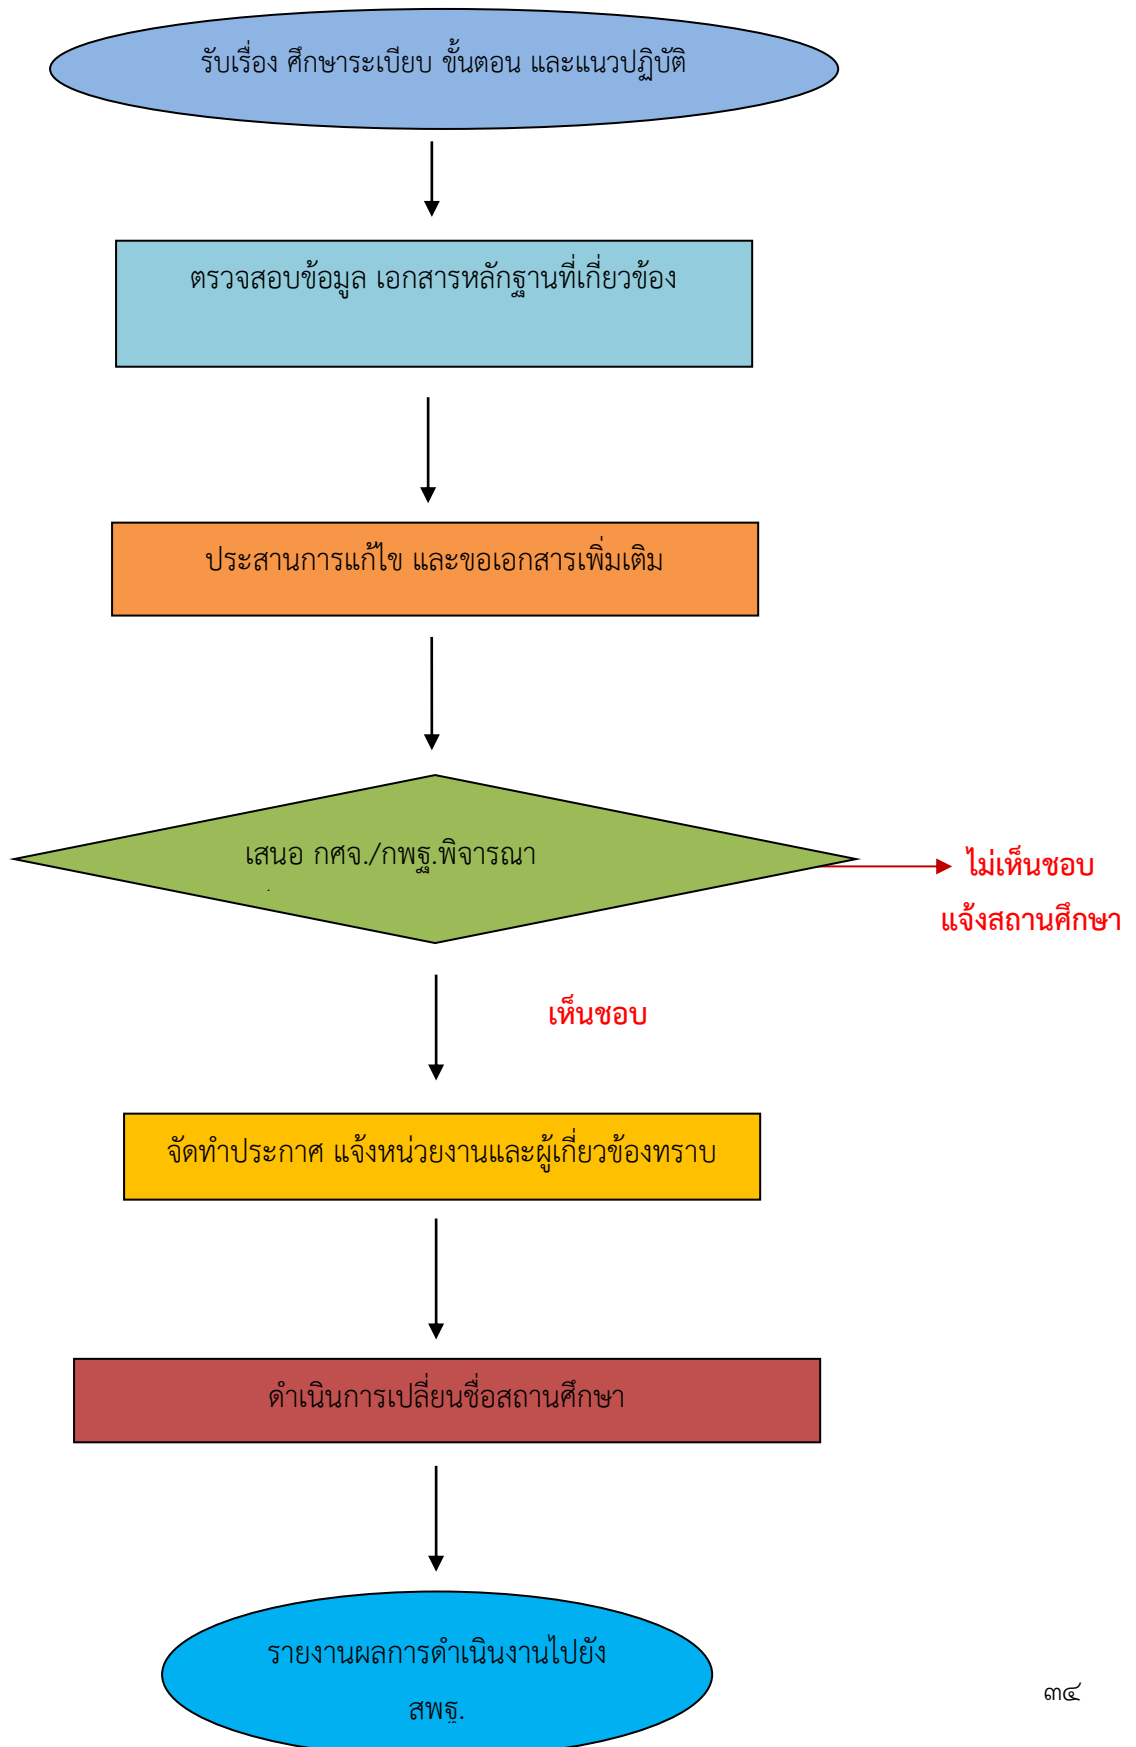 รับเรื่อง ศึกษาระเบียบ ขั้นตอน และแนวปฏิบัติ
ตรวจสอบข้อมูล เอกสารหลักฐานที่เกี่ยวข้อง
ประสานการแก้ไข และขอเอกสารเพิ่มเติม
เสนอ กศจ./กพฐ.พิจารณา
ไม่เห็นชอบ
แจ้งสถานศึกษา
เห็นชอบ
จัดทำประกาศ แจ้งหน่วยงานและผู้เกี่ยวข้องทราบ
ดำเนินการเปลี่ยนชื่อสถานศึกษา
รายงานผลการดำเนินงานไปยัง
สพฐ.
๓๔